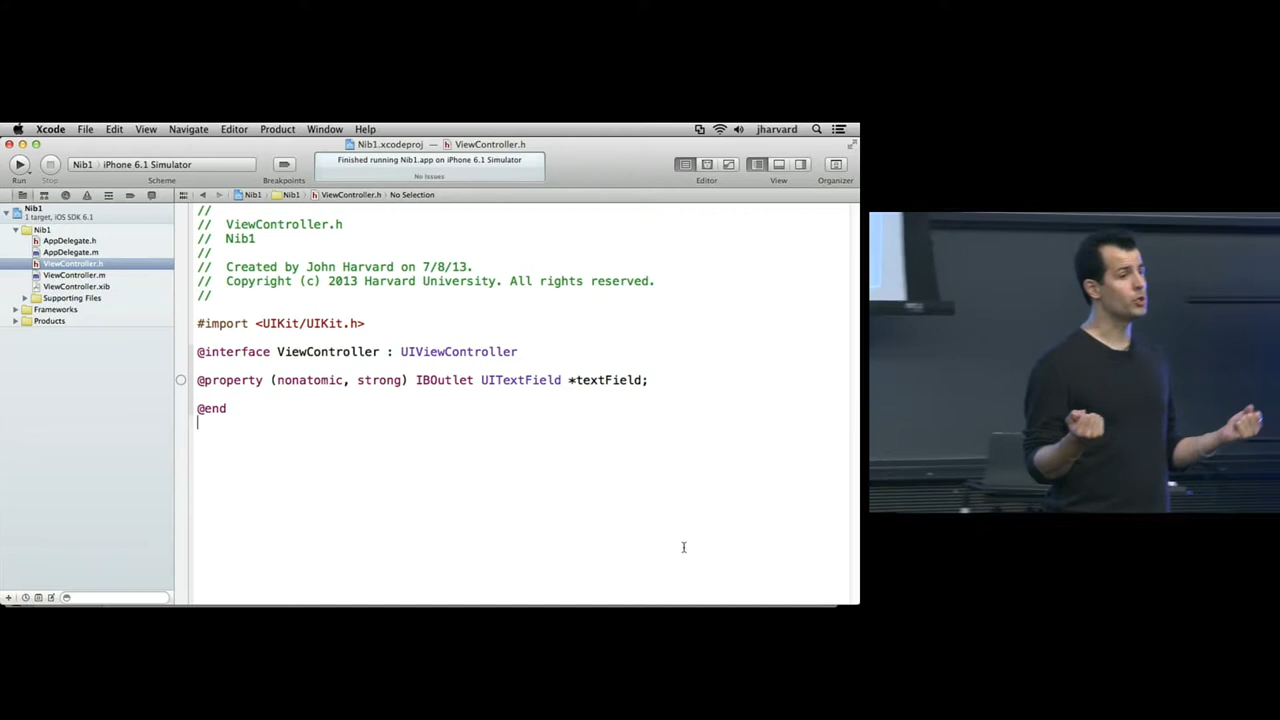 Xcode File Edit View Navigate Editor Product Window Help jharvard
Nib1.xcodeproj — ViewController.h
Run Stop Nib1 〉 iPhone 6.1 Simulator Scheme Breakpoints
Finished running Nib1.app on iPhone 6.1 Simulator
No Issues
Editor View Organizer
Nib1 〉 Nib1 〉 ViewController.h 〉 No Selection
Nib1
1 target, iOS SDK 6.1
Nib1
AppDelegate.h
AppDelegate.m
ViewController.h
ViewController.m
ViewController.xib
Supporting Files
Frameworks
Products
//
// ViewController.h
// Nib1
//
// Created by John Harvard on 7/8/13.
// Copyright (c) 2013 Harvard University. All rights reserved.
//
#import <UIKit/UIKit.h>
@interface ViewController : UIViewController
@property (nonatomic, strong) IBOutlet UITextField *textField;
@end